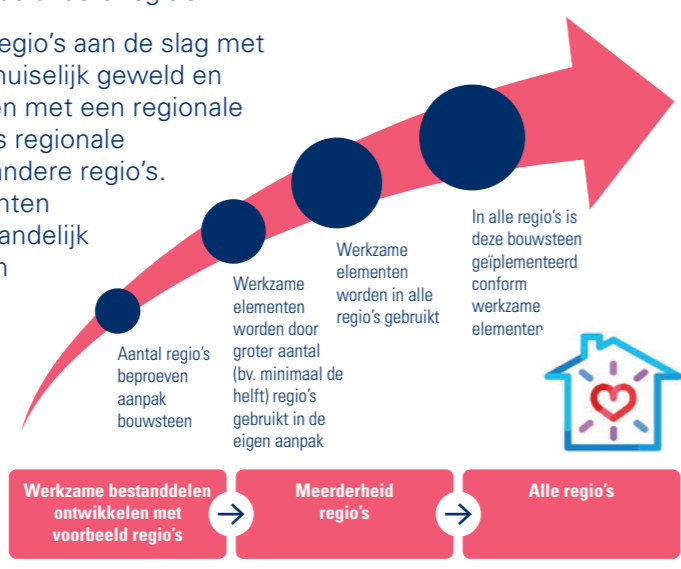 egio's aan de slag met
huiselijk geweld en
en met een regionale
s regionale
andere regio's.
nten
andelijk
n
Aantal regio's
beproeven
aanpak
bouwsteen
Werkzame
elementen
worden door
groter aantal
(bv. minimaal de
helft) regio's
gebruikt in de
eigen aanpak
Werkzame
elementen
worden in alle
regio's gebruikt
In alle regio's is
deze bouwsteen
geïplementeerd
conform
werkzame
elementen
Werkzame bestanddelen
ontwikkelen met
voorbeeld regio's
Meerderheid
regio's
Alle regio's